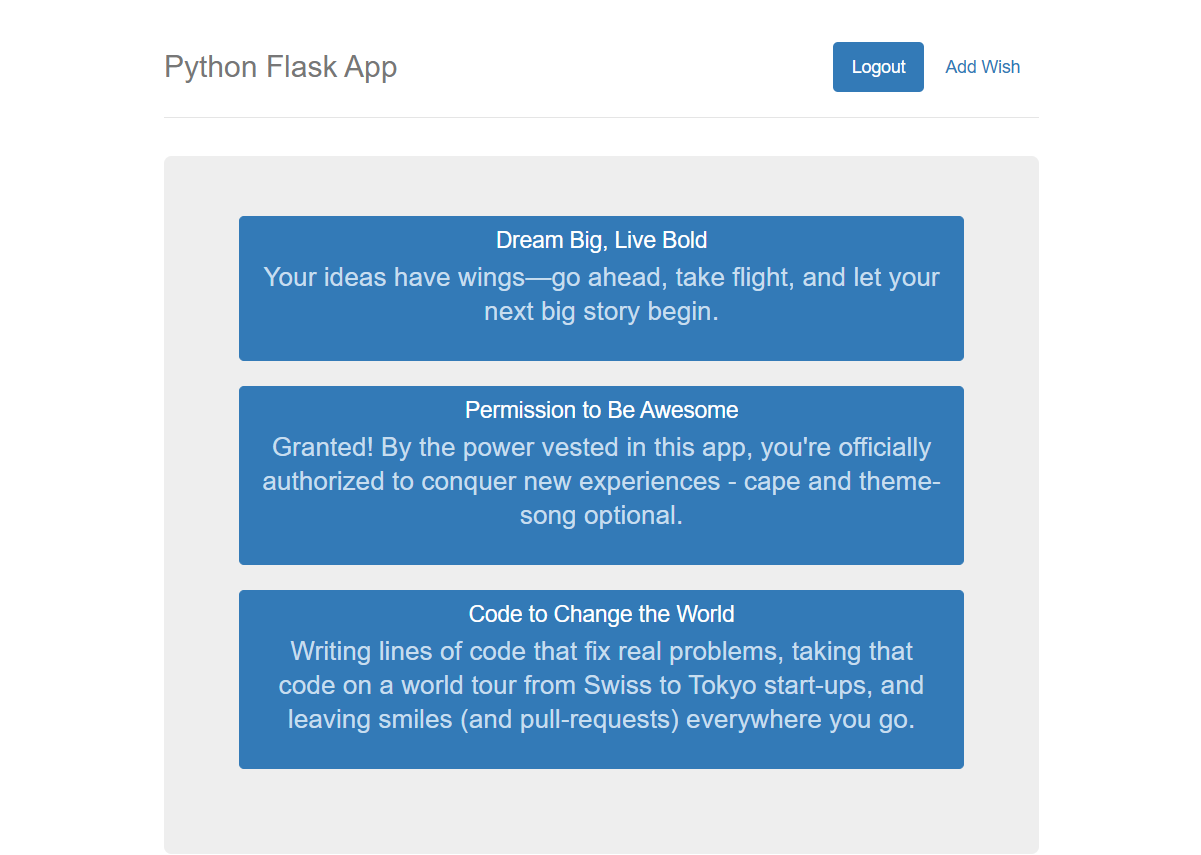 Python Flask App
Logout
Add Wish
Dream Big, Live Bold
Your ideas have wings—go ahead, take flight, and let your
next big story begin.
Permission to Be Awesome
Granted! By the power vested in this app, you're officially
authorized to conquer new experiences - cape and theme-
song optional.
Code to Change the World
Writing lines of code that fix real problems, taking that
code on a world tour from Swiss to Tokyo start-ups, and
leaving smiles (and pull-requests) everywhere you go.